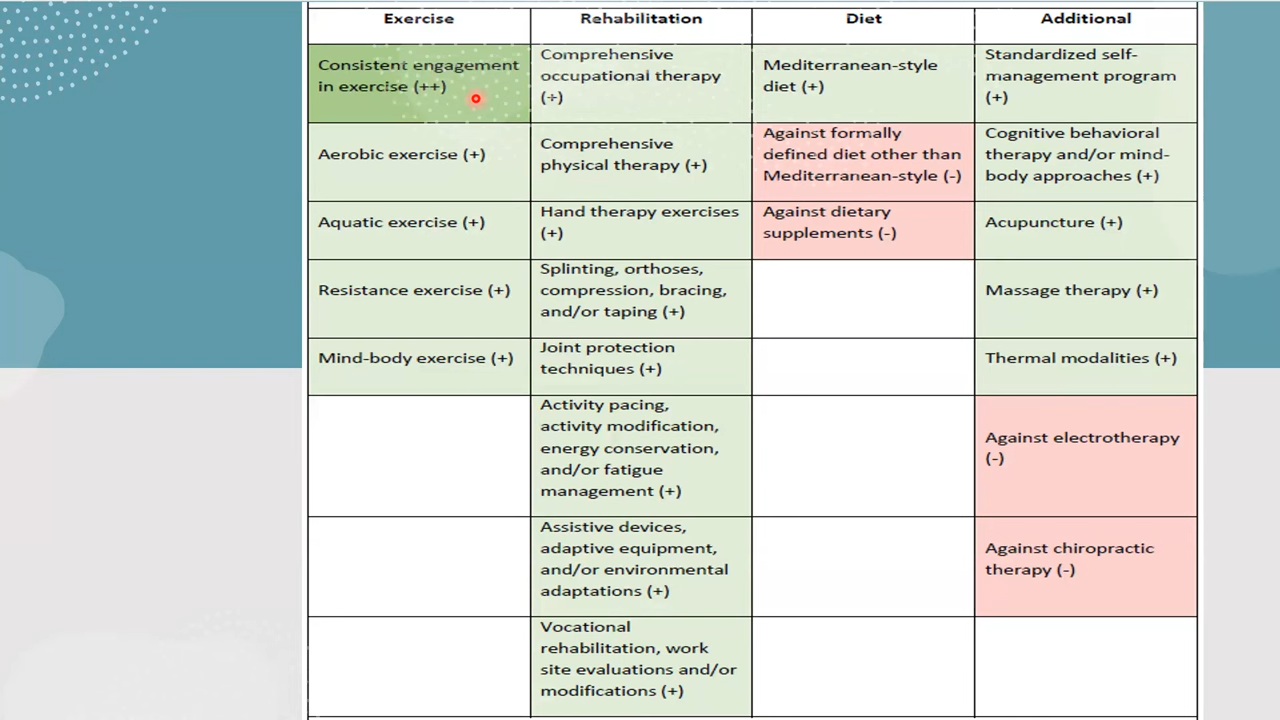 Exercise
Rehabilitation
Diet
Additional
Consistent engagement
in exercise (++)
Comprehensive
occupational therapy
(+)
Mediterranean-style
diet (+)
Standardized self-
management program
(+)
Aerobic exercise (+)
Comprehensive
physical therapy (+)
Against formally
defined diet other than
Mediterranean-style (-)
Cognitive behavioral
therapy and/or mind-
body approaches (+)
Aquatic exercise (+)
Hand therapy exercises
(+)
Against dietary
supplements (-)
Acupuncture (+)
Resistance exercise (+)
Splinting, orthoses,
compression, bracing,
and/or taping (+)
Massage therapy (+)
Mind-body exercise (+)
Joint protection
techniques (+)
Thermal modalities (+)
Activity pacing,
activity modification,
energy conservation,
and/or fatigue
management (+)
Against electrotherapy
(-)
Assistive devices,
adaptive equipment,
and/or environmental
adaptations (+)
Against chiropractic
therapy (-)
Vocational
rehabilitation, work
site evaluations and/or
modifications (+)